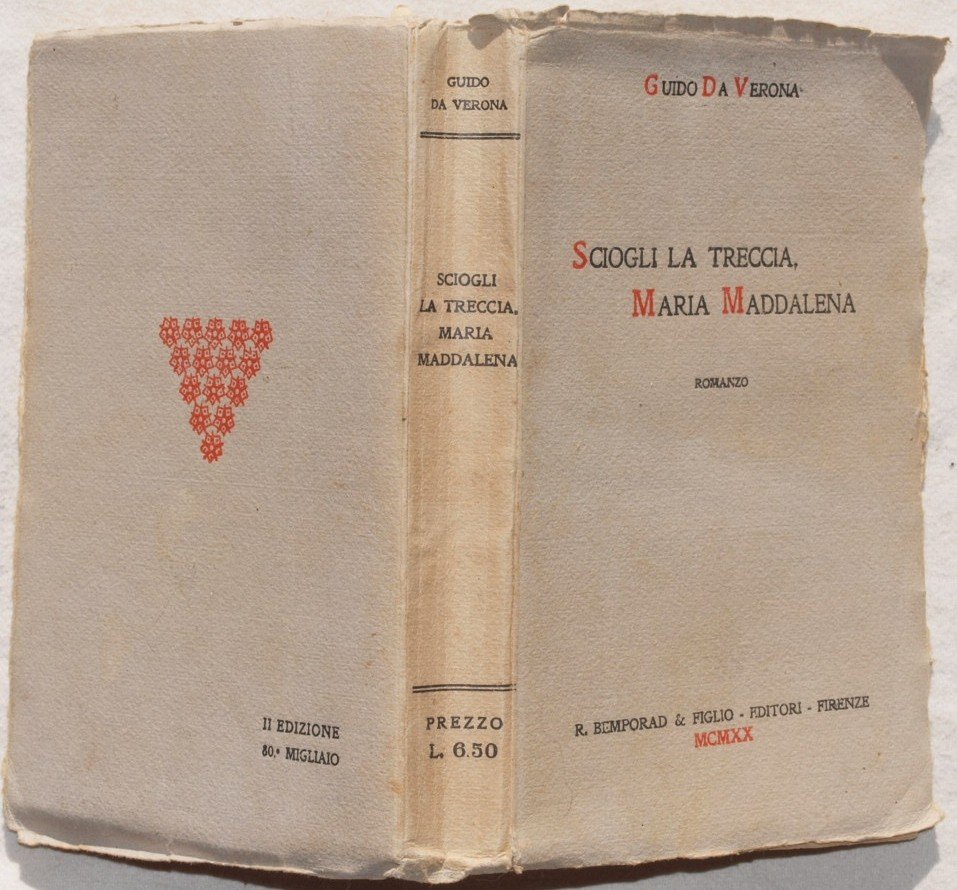 II EDIZIONE
80.º MIGLIAIO
GUIDO
DA VERONA
SCIOGLI
LA TRECCIA,
MARIA
MADDALENA
PREZZO
L. 6.50
GUIDO DA VERONA
SCIOGLI LA TRECCIA,
MARIA MADDALENA
ROMANZO
R. BEMPORAD & FIGLIO - EDITORI - FIRENZE
MCMXX